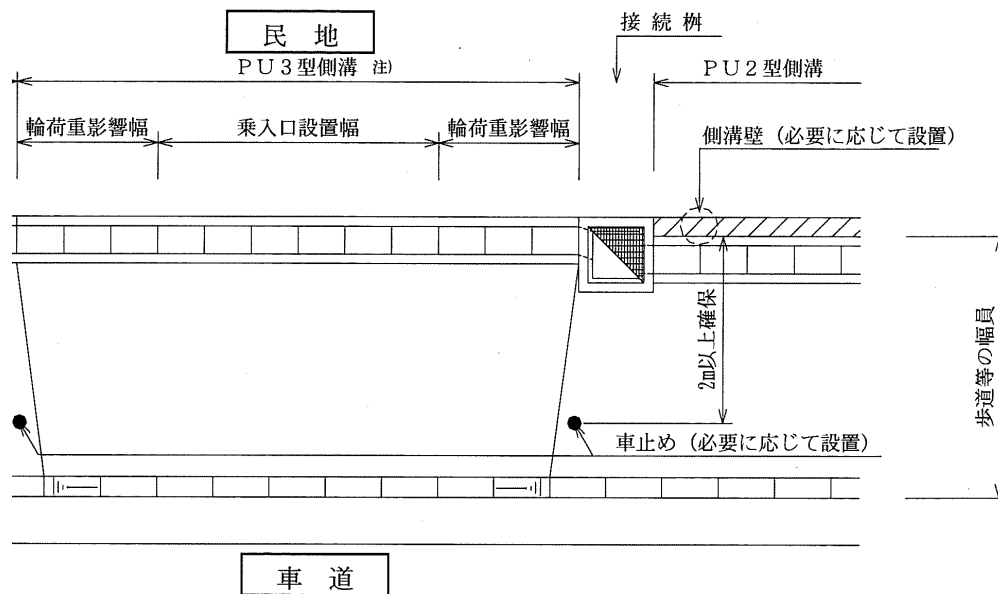 民 地
接 続 桝
PU3型側溝 注)
PU2型側溝
輪荷重影響幅
乗入口設置幅
輪荷重影響幅
側溝壁(必要に応じて設置)
2m以上確保
歩道等の幅員
車止め(必要に応じて設置)
車 道